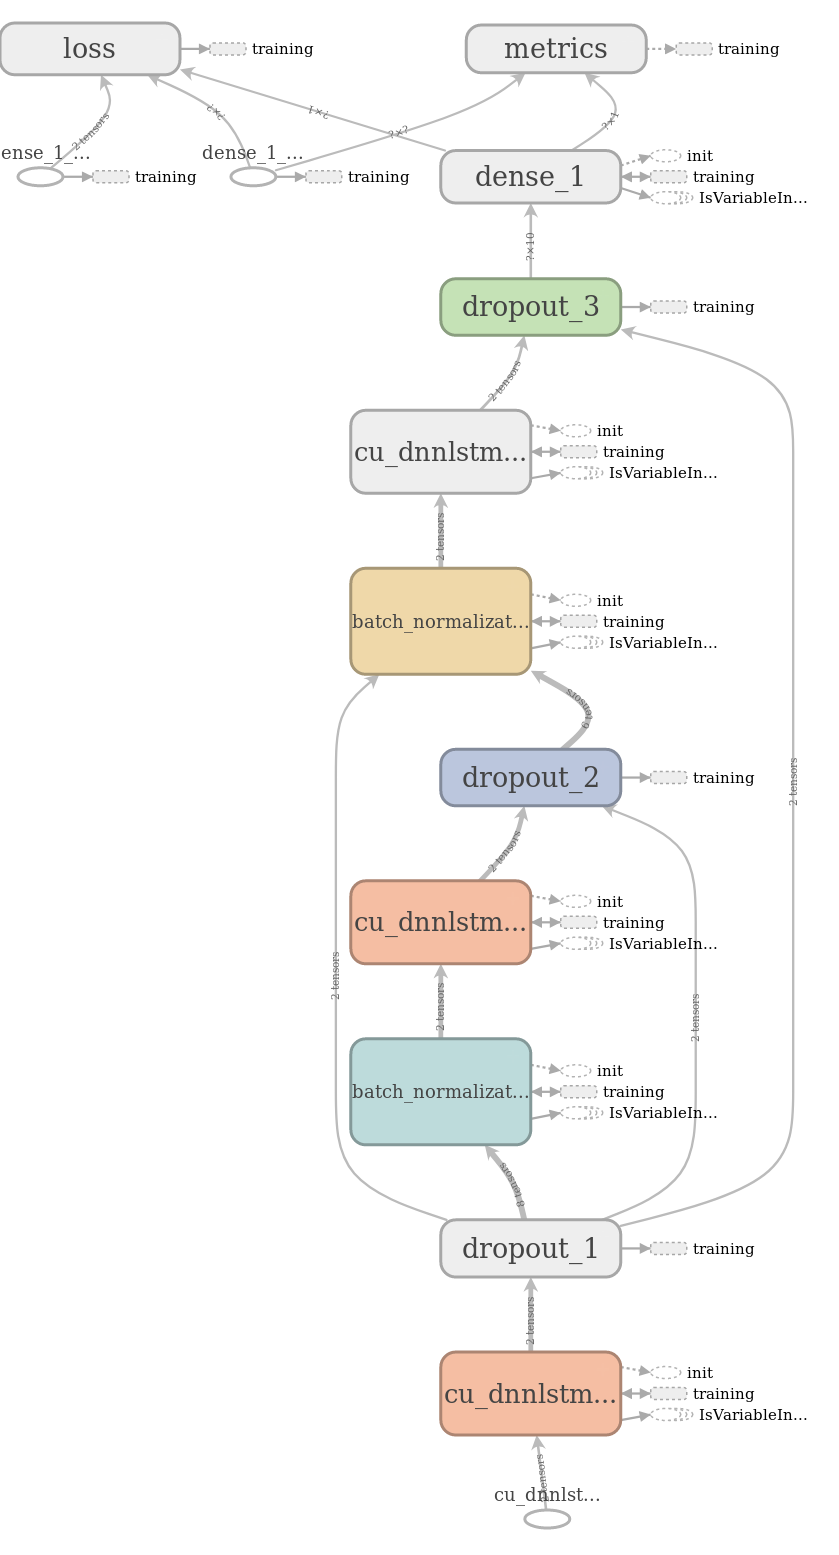 loss
training
metrics
training
2 tensors
?×?
?×1
?×?
?×1
dense_1_...
training
dense_1_...
training
dense_1
init
training
IsVariableIn...
?×10
dropout_3
training
2 tensors
cu_dnnlstm...
init
training
IsVariableIn...
2 tensors
batch_normalizat...
init
training
IsVariableIn...
tensors
dropout_2
training
2 tensors
2 tensors
cu_dnnlstm...
init
training
IsVariableIn...
2 tensors
2 tensors
2 tensors
batch_normalizat...
init
training
IsVariableIn...
8 tensors
dropout_1
training
2 tensors
cu_dnnlstm...
init
training
IsVariableIn...
tensors
cu_dnnlst...